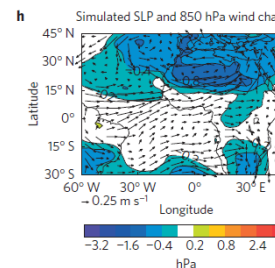 h Simulated SLP and 850 hPa wind cha
45° N
30° N
15° N
0°
15° S
30° S
Latitude
60° W 30° W 0° 30° E
→ 0.25 m s⁻¹
Longitude
−3.2 −1.6 −0.4 0.2 0.8 2.4
hPa